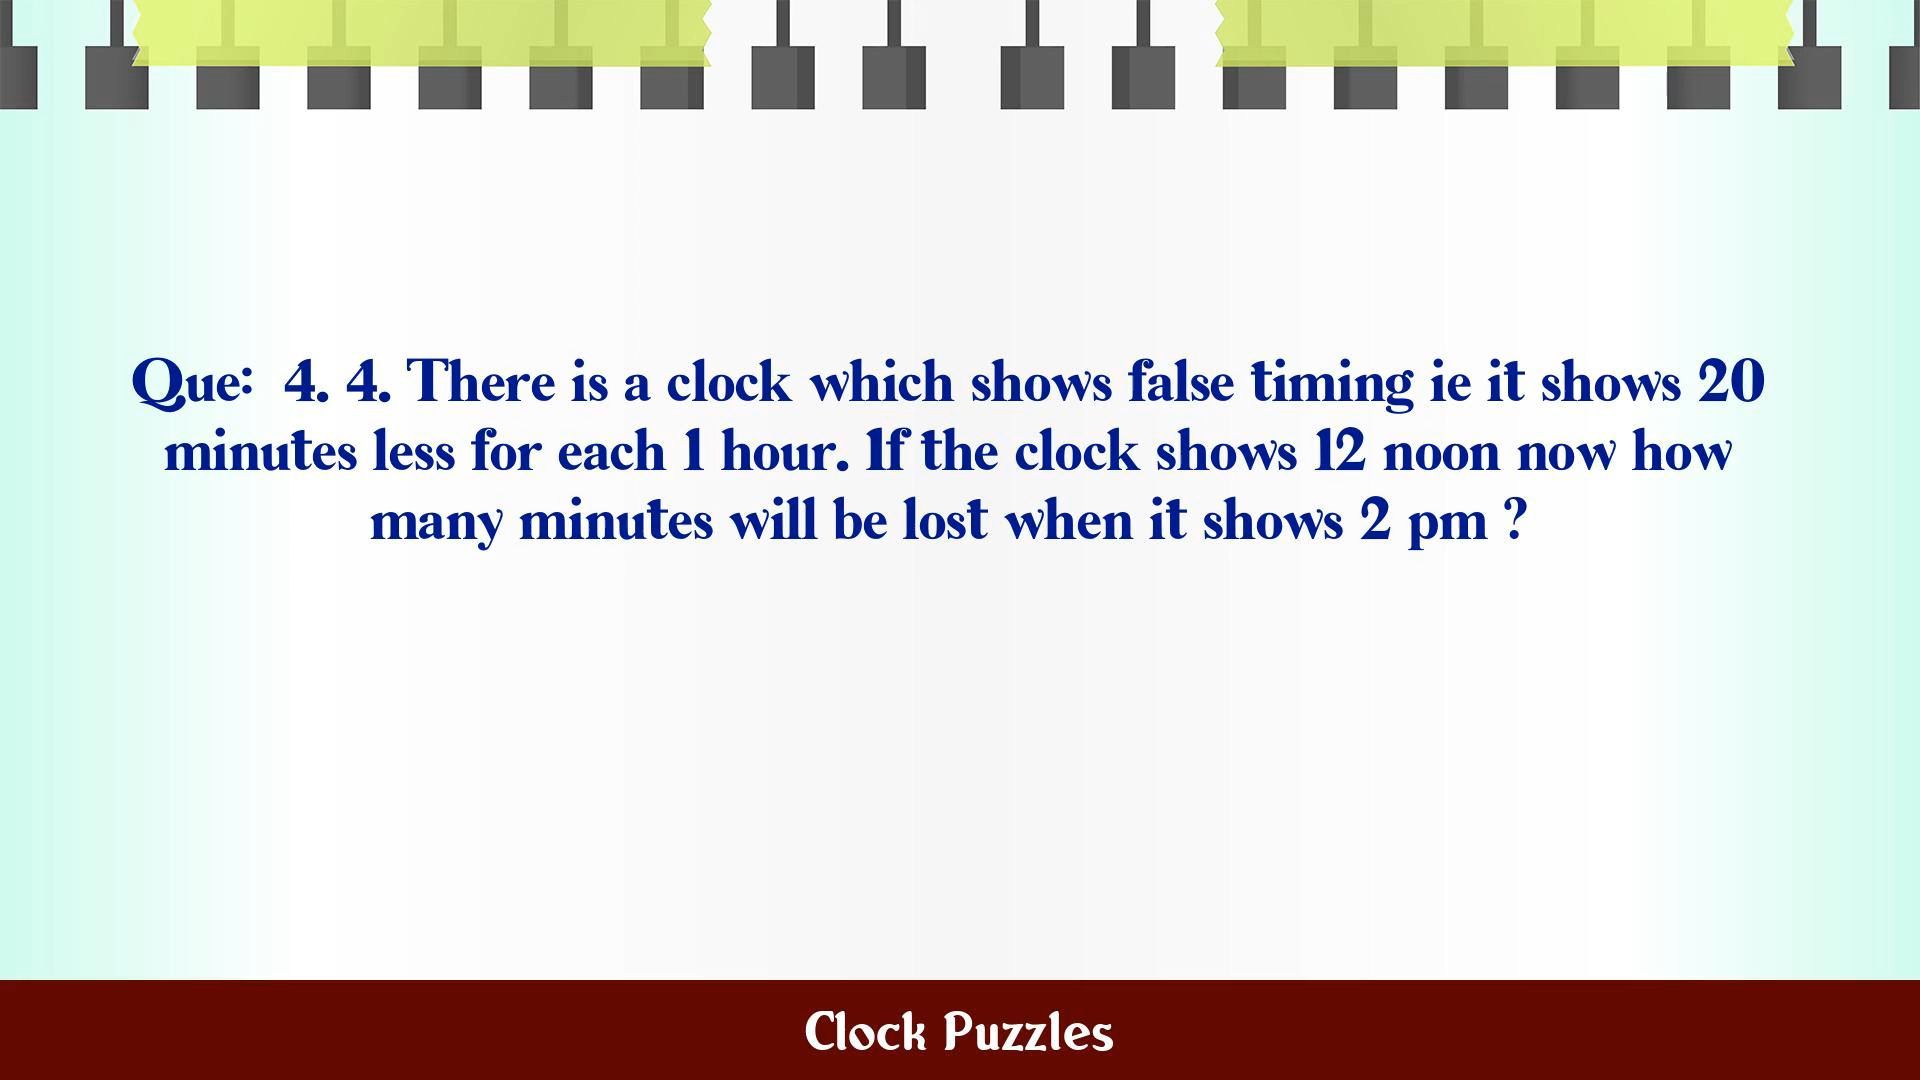 Que:  4. 4. There is a clock which shows false timing ie it shows 20
minutes less for each 1 hour. If the clock shows 12 noon now how
many minutes will be lost when it shows 2 pm ?
Clock Puzzles